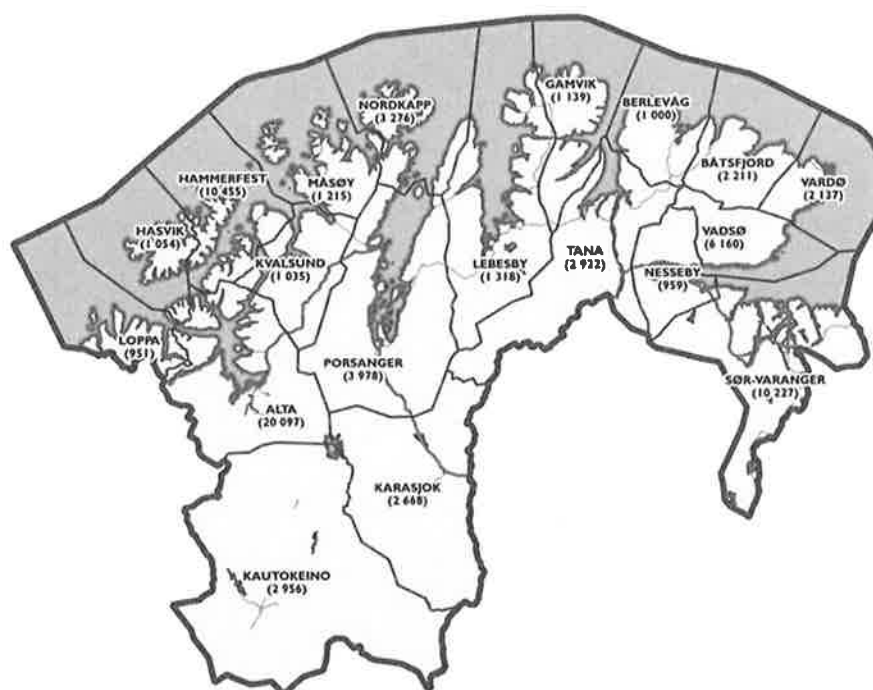 GAMVIK
(1 139)
NORDKAPP
(3 276)
BERLEVÅG
(1 000)
BÅTSFJORD
(2 211)
HAMMERFEST
(10 455)
MÅSØY
(1 215)
VARDØ
(2 137)
HASVIK
(1 054)
VADSØ
(6 160)
KVALSUND
(1 035)
LEBESBY
(1 318)
TANA
(2 922)
NESSEBY
(959)
LOPPA
(951)
PORSANGER
(3 978)
SØR-VARANGER
(10 227)
ALTA
(20 097)
KARASJOK
(2 668)
KAUTOKEINO
(2 956)